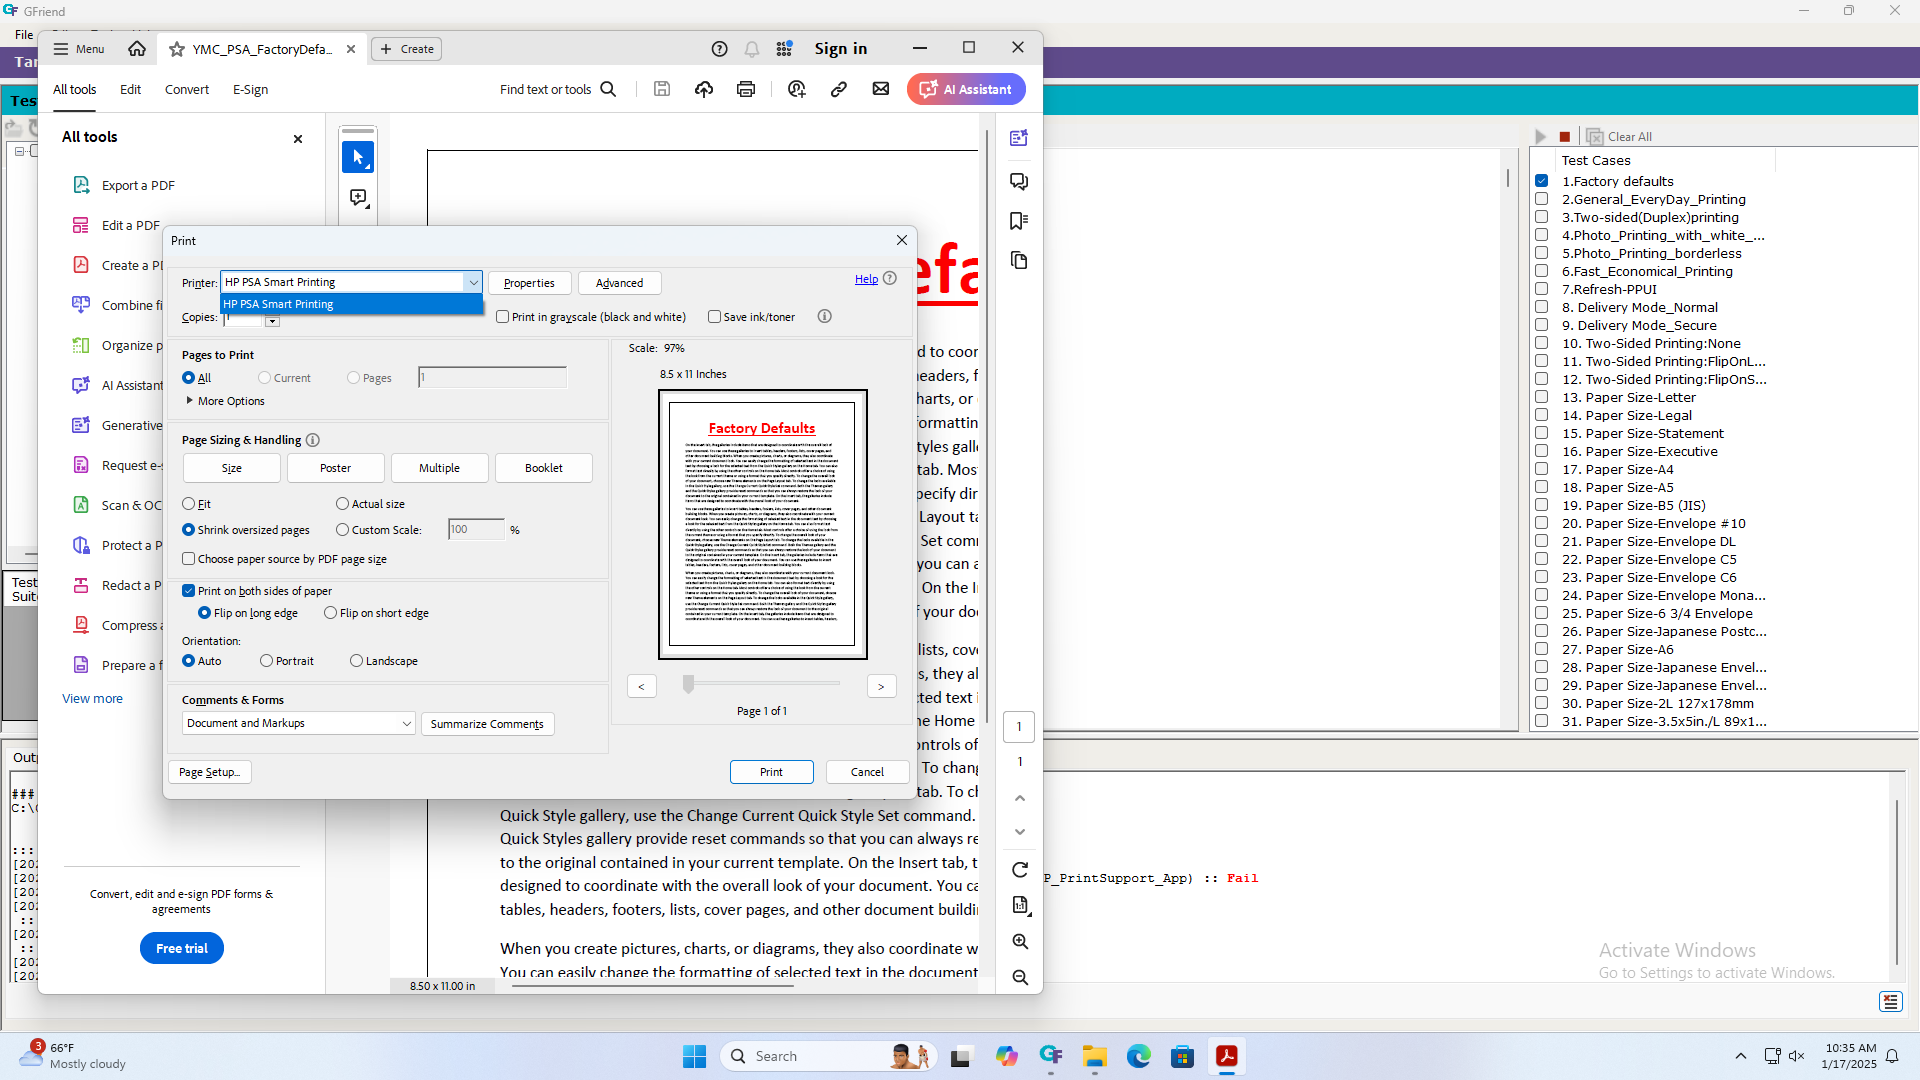 GFriend
File
Menu
YMC_PSA_FactoryDefa...
Create
Sign in
Tar
All tools
Edit
Convert
E-Sign
Find text or tools
AI Assistant
Tes
Clear All
All tools
Test Cases
Export a PDF
Edit a PDF
Create a PD
Combine fi
Organize p
AI Assistant
Generative
Request e-s
Scan & OC
Protect a P
Redact a P
Compress a
Prepare a f
View more
Convert, edit and e-sign PDF forms &
agreements
Free trial
Print
Printer:
HP PSA Smart Printing
Properties
Advanced
Help
HP PSA Smart Printing
Copies:
Print in grayscale (black and white)
Save ink/toner
Pages to Print
All
Current
Pages
1
More Options
Page Sizing & Handling
Size
Poster
Multiple
Booklet
Fit
Actual size
Shrink oversized pages
Custom Scale:
100
%
Choose paper source by PDF page size
Print on both sides of paper
Flip on long edge
Flip on short edge
Orientation:
Auto
Portrait
Landscape
Comments & Forms
Document and Markups
Summarize Comments
Page Setup...
Scale: 97%
8.5 x 11 Inches
Factory Defaults
<
>
Page 1 of 1
Print
Cancel
efa
d to coor
eaders, f
harts, or
formattin
tyles galle
tab. Mos
pecify dir
Layout ta
Set comm
you can a
On the In
f your doc
lists, cove
s, they al
cted text i
he Home
ontrols of
To chang
tab. To ch
Quick Style gallery, use the Change Current Quick Style Set command.
Quick Styles gallery provide reset commands so that you can always re
to the original contained in your current template. On the Insert tab, t
designed to coordinate with the overall look of your document. You ca
tables, headers, footers, lists, cover pages, and other document buildi
When you create pictures, charts, or diagrams, they also coordinate w
You can easily change the formatting of selected text in the document
8.50 x 11.00 in
1
1
1.Factory defaults
2.General_EveryDay_Printing
3.Two-sided(Duplex)printing
4.Photo_Printing_with_white_...
5.Photo_Printing_borderless
6.Fast_Economical_Printing
7.Refresh-PPUI
8. Delivery Mode_Normal
9. Delivery Mode_Secure
10. Two-Sided Printing:None
11. Two-Sided Printing:FlipOnL...
12. Two-Sided Printing:FlipOnS...
13. Paper Size-Letter
14. Paper Size-Legal
15. Paper Size-Statement
16. Paper Size-Executive
17. Paper Size-A4
18. Paper Size-A5
19. Paper Size-B5 (JIS)
20. Paper Size-Envelope #10
21. Paper Size-Envelope DL
22. Paper Size-Envelope C5
23. Paper Size-Envelope C6
24. Paper Size-Envelope Mona...
25. Paper Size-6 3/4 Envelope
26. Paper Size-Japanese Postc...
27. Paper Size-A6
28. Paper Size-Japanese Envel...
29. Paper Size-Japanese Envel...
30. Paper Size-2L 127x178mm
31. Paper Size-3.5x5in./L 89x1...
Test
Suit
Outp
###
C:\
:::
[202
[202
[202
[202
::
[202
::
[202
[202
P_PrintSupport_App) :: Fail
Activate Windows
Go to Settings to activate Windows.
3
66°F
Mostly cloudy
Search
10:35 AM
1/17/2025